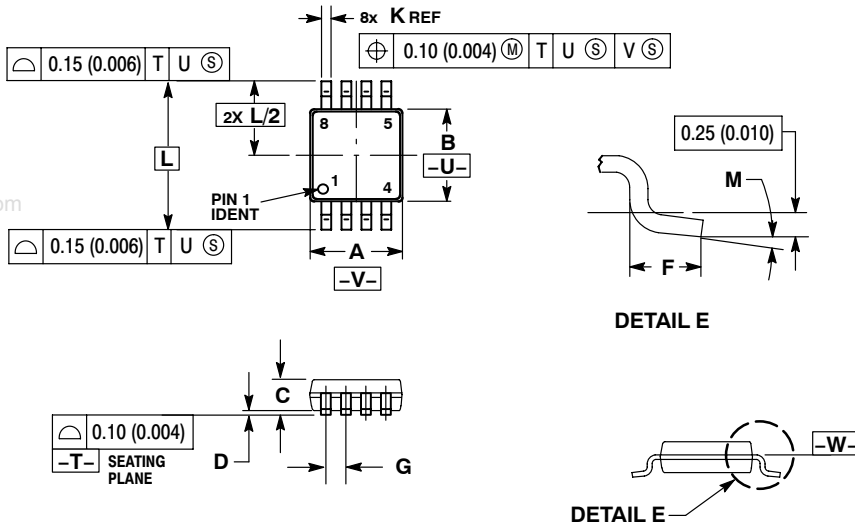 8x K REF
⌖ 0.10 (0.004) Ⓜ T U Ⓢ V Ⓢ
⌓ 0.15 (0.006) T U Ⓢ
2X L/2
8 5
B
–U–
L
0.25 (0.010)
M
om
PIN 1
IDENT
1 4
⌓ 0.15 (0.006) T U Ⓢ
A
–V–
F
DETAIL E
C
⌓ 0.10 (0.004)
–T– SEATING
PLANE
D
G
–W–
DETAIL E